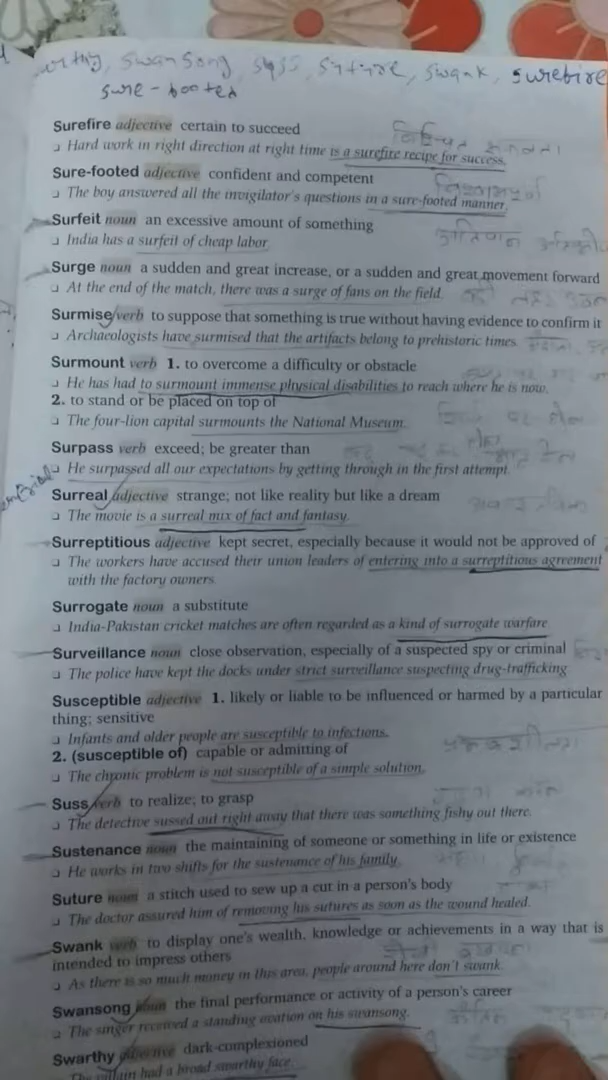 swansong, suss, suture, swank, surefire
sure-footed
Surefire adjective certain to succeed
❏ Hard work in right direction at right time is a surefire recipe for success.
Sure-footed adjective confident and competent
❏ The boy answered all the invigilator's questions in a sure-footed manner.
Surfeit noun an excessive amount of something
❏ India has a surfeit of cheap labor
Surge noun a sudden and great increase, or a sudden and great movement forward
❏ At the end of the match, there was a surge of fans on the field.
Surmise verb to suppose that something is true without having evidence to confirm it
❏ Archaeologists have surmised that the artifacts belong to prehistoric times.
Surmount verb 1. to overcome a difficulty or obstacle
❏ He has had to surmount immense physical disabilities to reach where he is now.
2. to stand or be placed on top of
❏ The four-lion capital surmounts the National Museum.
Surpass verb exceed; be greater than
❏ He surpassed all our expectations by getting through in the first attempt.
Surreal adjective strange; not like reality but like a dream
❏ The movie is a surreal mix of fact and fantasy.
Surreptitious adjective kept secret, especially because it would not be approved of
❏ The workers have accused their union leaders of entering into a surreptitious agreement
with the factory owners.
Surrogate noun a substitute
❏ India-Pakistan cricket matches are often regarded as a kind of surrogate warfare
Surveillance noun close observation, especially of a suspected spy or criminal
❏ The police have kept the docks under strict surveillance suspecting drug-trafficking
Susceptible adjective 1. likely or liable to be influenced or harmed by a particular
thing; sensitive
❏ Infants and older people are susceptible to infections.
2. (susceptible of) capable or admitting of
❏ The chronic problem is not susceptible of a simple solution.
Suss verb to realize; to grasp
❏ The detective sussed out right away that there was something fishy out there.
Sustenance noun the maintaining of someone or something in life or existence
❏ He works in two shifts for the sustenance of his family.
Suture noun a stitch used to sew up a cut in a person's body
❏ The doctor assured him of removing his sutures as soon as the wound healed.
Swank verb to display one's wealth, knowledge or achievements in a way that is
intended to impress others
❏ As there is so much money in this area, people around here don't swank.
Swansong noun the final performance or activity of a person's career
❏ The singer received a standing ovation on his swansong.
Swarthy adjective dark-complexioned
had a broad swarthy face.